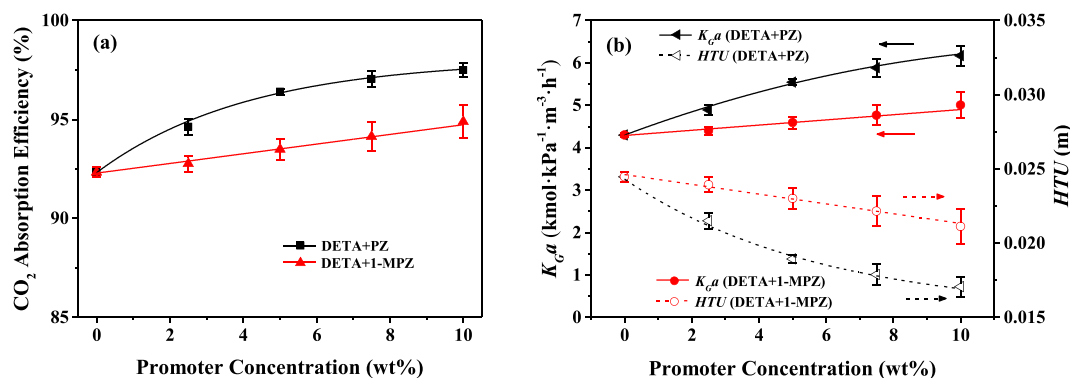 (a)
100
95
90
85
CO2 Absorption Efficiency (%)
DETA+PZ
DETA+1-MPZ
0 2 4 6 8 10
Promoter Concentration (wt%)
(b)
7
6
5
4
3
2
1
0
KGa (kmol·kPa⁻¹·m⁻³·h⁻¹)
KGa (DETA+PZ)
HTU (DETA+PZ)
KGa (DETA+1-MPZ)
HTU (DETA+1-MPZ)
0.035
0.030
0.025
0.020
0.015
HTU (m)
0 2 4 6 8 10
Promoter Concentration (wt%)